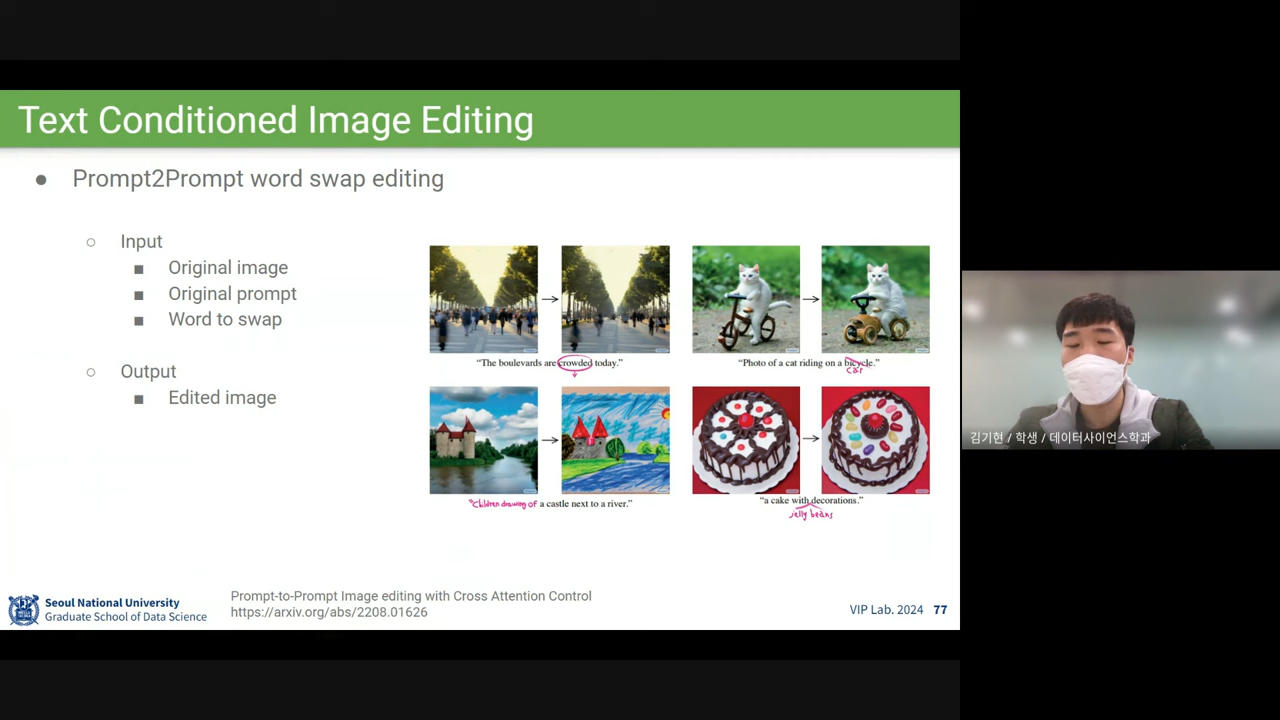 Text Conditioned Image Editing
● Prompt2Prompt word swap editing
○ Input
■ Original image
■ Original prompt
■ Word to swap
○ Output
■ Edited image
"The boulevards are crowded today."
"Photo of a cat riding on a bicycle."
car
"Children drawing of a castle next to a river."
"a cake with decorations."
jelly beans
김기현 / 학생 / 데이터사이언스학과
Seoul National University
Graduate School of Data Science
Prompt-to-Prompt Image editing with Cross Attention Control
https://arxiv.org/abs/2208.01626
VIP Lab. 2024 77